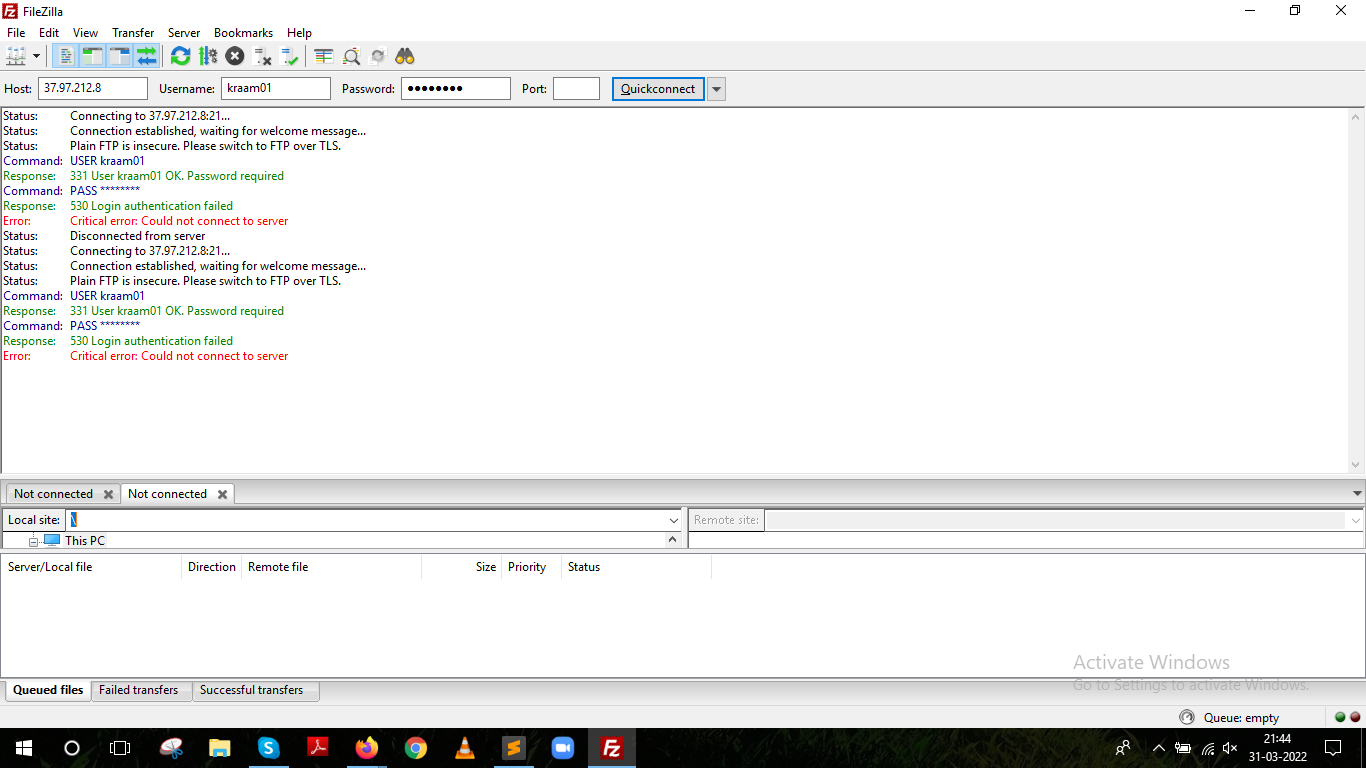 FileZilla
File Edit View Transfer Server Bookmarks Help
Host: 37.97.212.8 Username: kraam01 Password: ●●●●●●●● Port: Quickconnect
Status: Connecting to 37.97.212.8:21...
Status: Connection established, waiting for welcome message...
Status: Plain FTP is insecure. Please switch to FTP over TLS.
Command: USER kraam01
Response: 331 User kraam01 OK. Password required
Command: PASS ********
Response: 530 Login authentication failed
Error: Critical error: Could not connect to server
Status: Disconnected from server
Status: Connecting to 37.97.212.8:21...
Status: Connection established, waiting for welcome message...
Status: Plain FTP is insecure. Please switch to FTP over TLS.
Command: USER kraam01
Response: 331 User kraam01 OK. Password required
Command: PASS ********
Response: 530 Login authentication failed
Error: Critical error: Could not connect to server
Not connected Not connected
Local site: \ Remote site:
This PC
Server/Local file Direction Remote file Size Priority Status
Activate Windows
Go to Settings to activate Windows.
Queued files Failed transfers Successful transfers
Queue: empty
21:44
31-03-2022